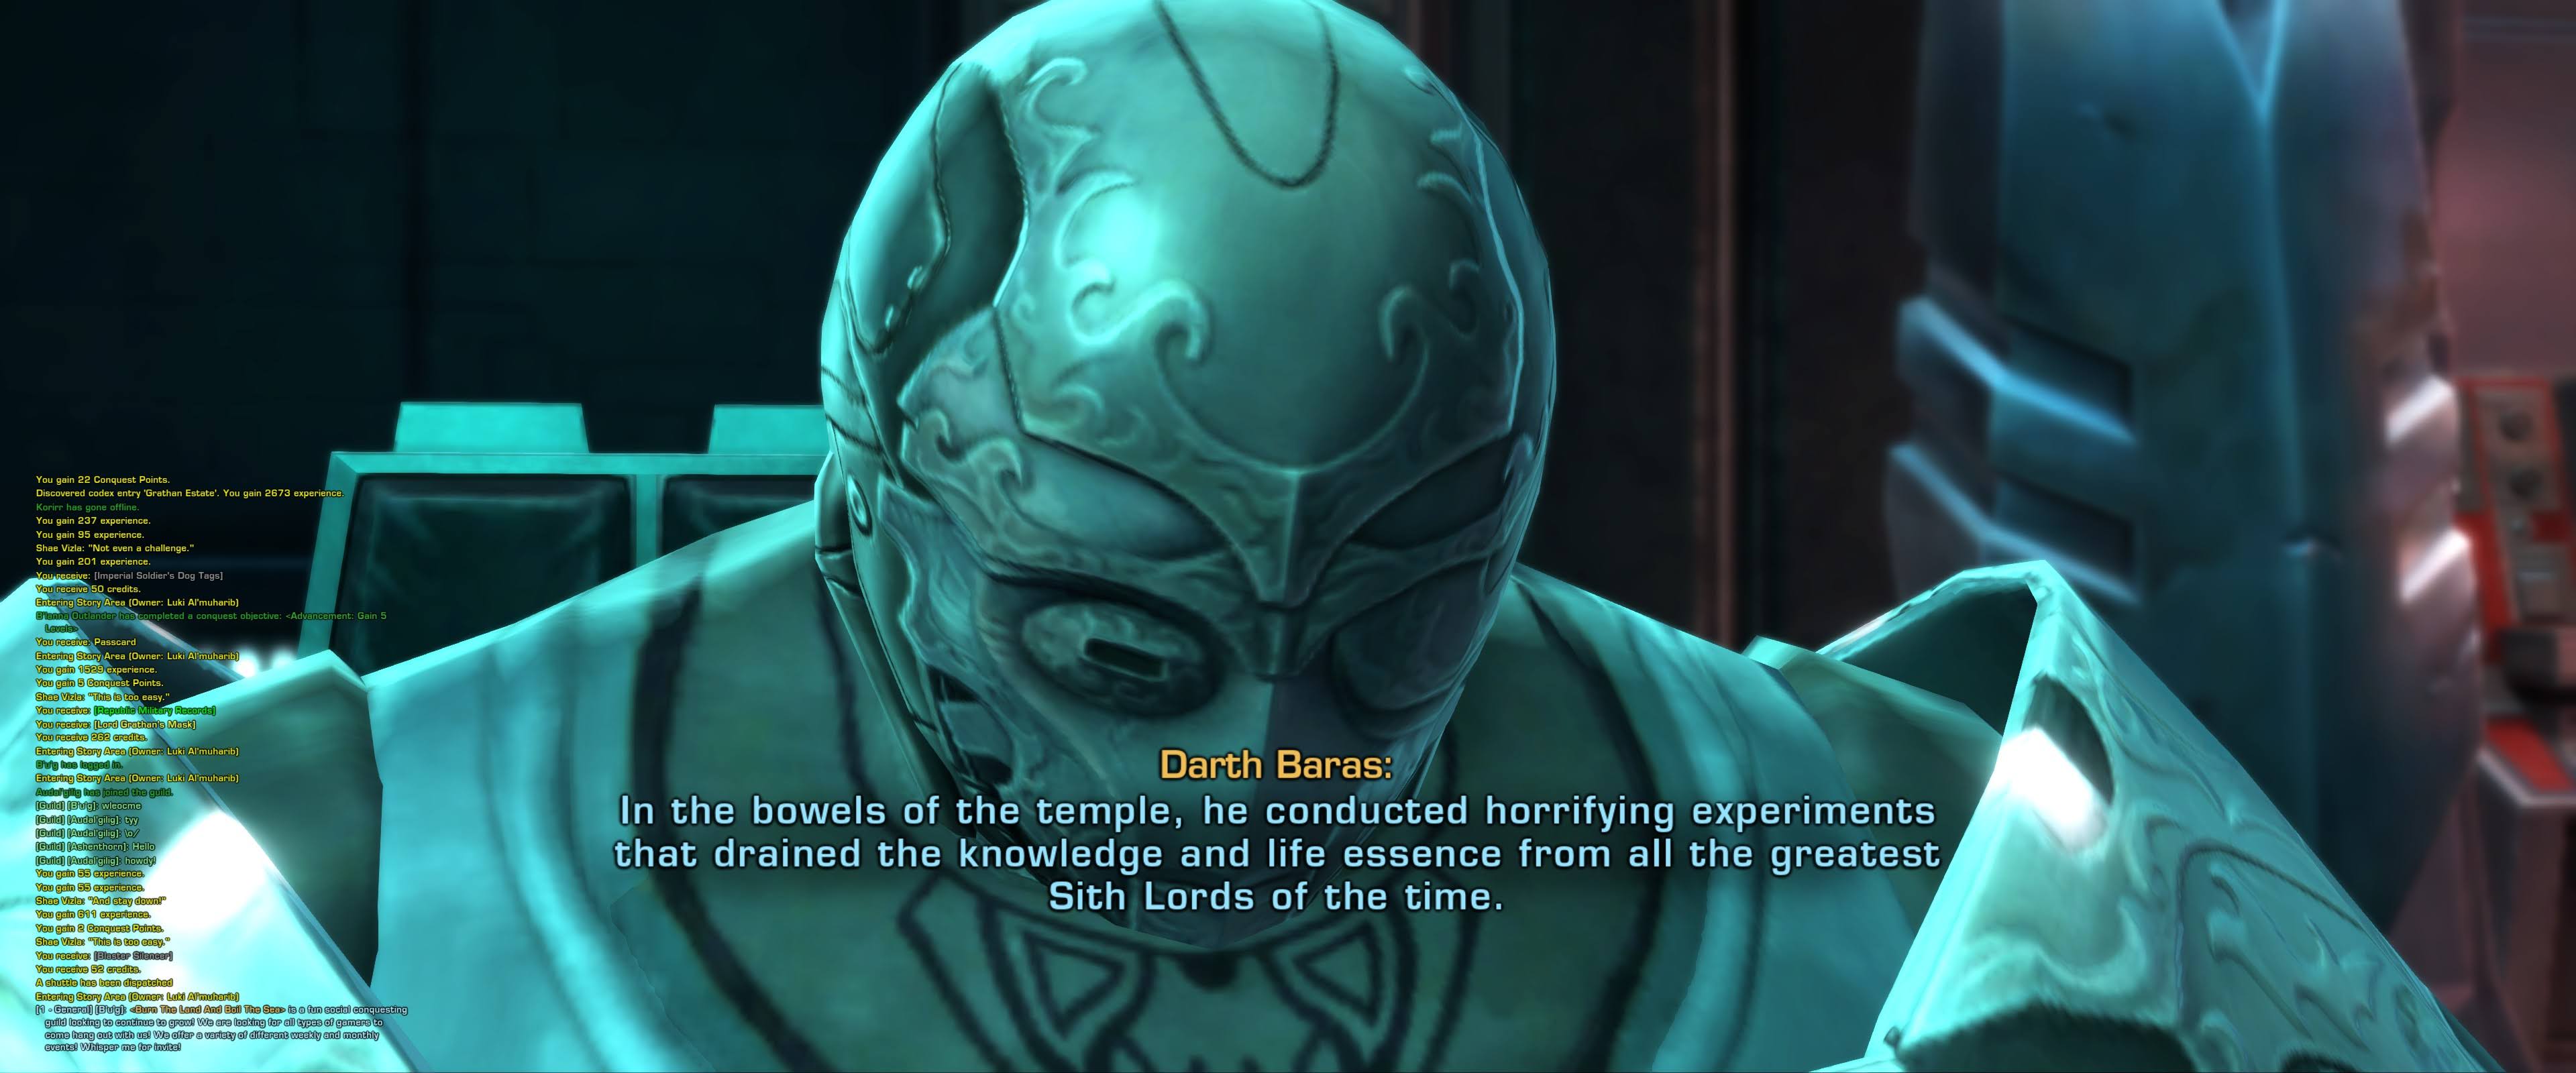 You gain 22 Conquest Points.
Discovered codex entry 'Grathan Estate'. You gain 2673 experience.
Korirr has gone offline.
You gain 237 experience.
You gain 95 experience.
Shae Vizla: "Not even a challenge."
You gain 201 experience.
You receive: [Imperial Soldier's Dog Tags]
You receive 50 credits.
Entering Story Area (Owner: Luki Al'muharib)
Outlander has completed a conquest objective: <Advancement: Gain 5
Levels>
You receive: Passcard
Entering Story Area (Owner: Luki Al'muharib)
You gain 1529 experience.
You gain 5 Conquest Points.
Shae Vizla: "This is too easy."
You receive: [Republic Military Records]
You receive: [Lord Grathan's Mask]
You receive 262 credits.
Entering Story Area (Owner: Luki Al'muharib)
B'u'g has logged in.
Entering Story Area (Owner: Luki Al'muharib)
Audal'gilig has joined the guild.
[Guild] [B'u'g]: wleocme
[Guild] [Audal'gilig]: tyy
[Guild] [Audal'gilig]: \o/
[Guild] [Ashenthorn]: Hello
[Guild] [Audal'gilig]: howdy!
You gain 55 experience.
You gain 55 experience.
Shae Vizla: "And stay down!"
You gain 611 experience.
You gain 2 Conquest Points.
Shae Vizla: "This is too easy."
You receive: [Blaster Silencer]
You receive 52 credits.
A shuttle has been dispatched
Entering Story Area (Owner: Luki Al'muharib)
[1 - General] [B'u'g]: <Burn The Land And Boil The Sea> is a fun social conquesting
guild looking to continue to grow! We are looking for all types of gamers to
come hang out with us! We offer a variety of different weekly and monthly
events! Whisper me for invite!
Darth Baras:
In the bowels of the temple, he conducted horrifying experiments
that drained the knowledge and life essence from all the greatest
Sith Lords of the time.